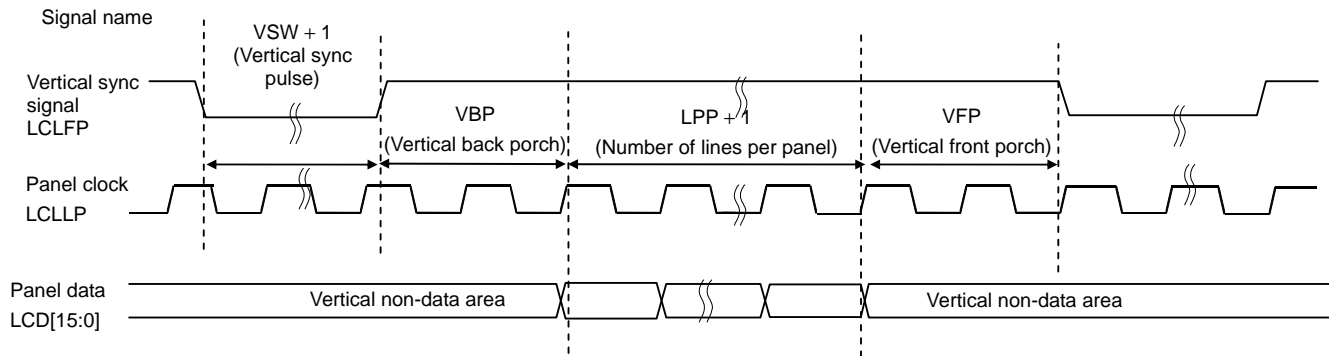 Signal name
VSW + 1
(Vertical sync
pulse)
Vertical sync
signal
LCLFP
VBP
(Vertical back porch)
LPP + 1
(Number of lines per panel)
VFP
(Vertical front porch)
Panel clock
LCLLP
Panel data
LCD[15:0]
Vertical non-data area
Vertical non-data area